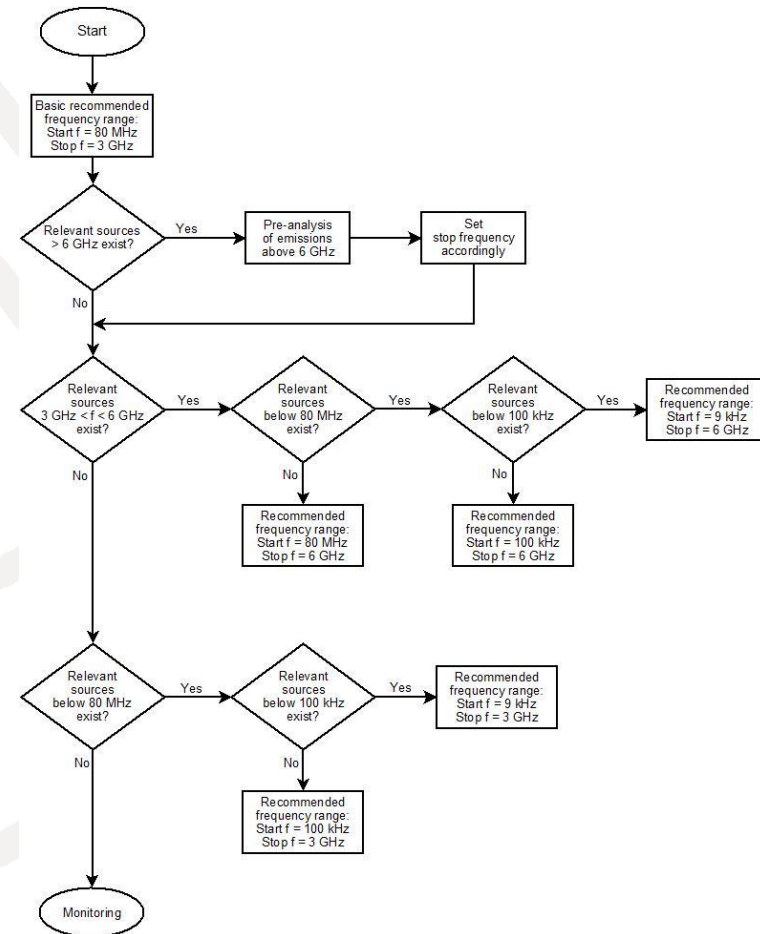 Start
Basic recommended
frequency range:
Start f = 80 MHz
Stop f = 3 GHz
Relevant sources
> 6 GHz exist?
Yes
Pre-analysis
of emissions
above 6 GHz
Set
stop frequency
accordingly
No
Relevant
sources
3 GHz < f < 6 GHz
exist?
Yes
Relevant
sources
below 80 MHz
exist?
Yes
Relevant
sources
below 100 kHz
exist?
Yes
Recommended
frequency range:
Start f = 9 kHz
Stop f = 6 GHz
No
No
No
Recommended
frequency range:
Start f = 80 MHz
Stop f = 6 GHz
Recommended
frequency range:
Start f = 100 kHz
Stop f = 6 GHz
Relevant
sources
below 80 MHz
exist?
Yes
Relevant
sources
below 100 kHz
exist?
Yes
Recommended
frequency range:
Start f = 9 kHz
Stop f = 3 GHz
No
No
Recommended
frequency range:
Start f = 100 kHz
Stop f = 3 GHz
Monitoring